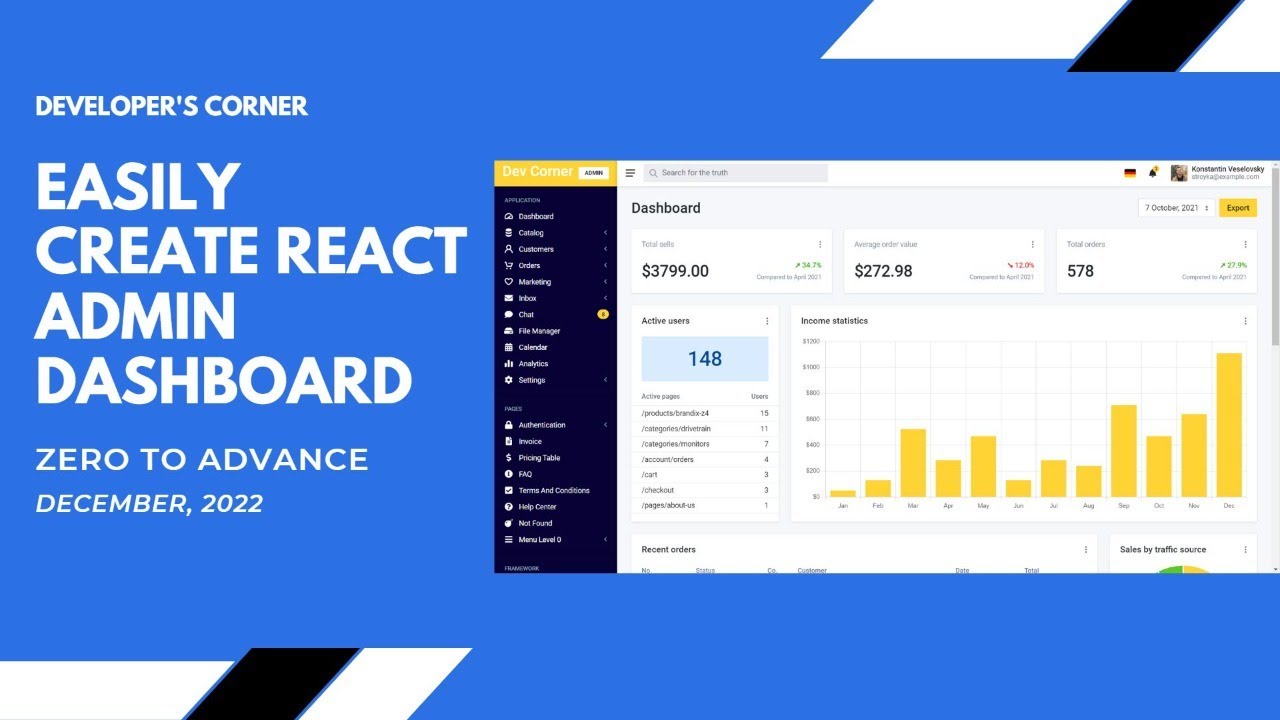 DEVELOPER'S CORNER
EASILY
CREATE REACT
ADMIN
DASHBOARD
ZERO TO ADVANCE
DECEMBER, 2022
Dev Corner ADMIN
Search for the truth
Konstantin Veselovsky
stroyka@example.com
APPLICATION
Dashboard
Catalog
Customers
Orders
Marketing
Inbox
Chat 8
File Manager
Calendar
Analytics
Settings
PAGES
Authentication
Invoice
Pricing Table
FAQ
Terms And Conditions
Help Center
Not Found
Menu Level 0
FRAMEWORK
Dashboard
7 October, 2021 Export
Total sells
$3799.00
34.7%
Compared to April 2021
Average order value
$272.98
12.0%
Compared to April 2021
Total orders
578
27.9%
Compared to April 2021
Active users
148
Active pages Users
/products/brandix-z4 15
/categories/drivetrain 11
/categories/monitors 7
/account/orders 4
/cart 3
/checkout 3
/pages/about-us 1
Income statistics
$1200
$1000
$800
$600
$400
$200
$0
Jan Feb Mar Apr May Jun Jul Aug Sep Oct Nov Dec
Recent orders
No. Status Co. Customer Date Total
Sales by traffic source